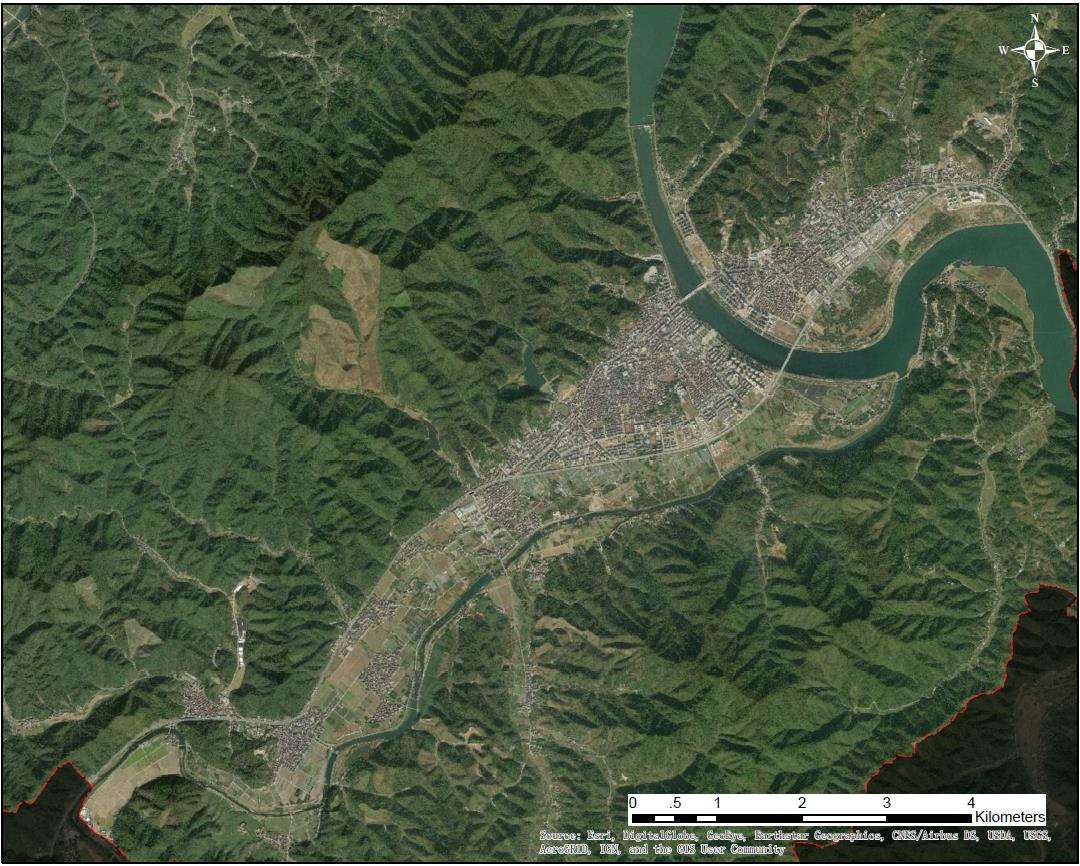 N
W E
S
0 .5 1 2 3 4
Kilometers
Source: Esri, DigitalGlobe, GeoEye, Earthstar Geographics, CNES/Airbus DS, USDA, USGS,
AeroGRID, IGN, and the GIS User Community